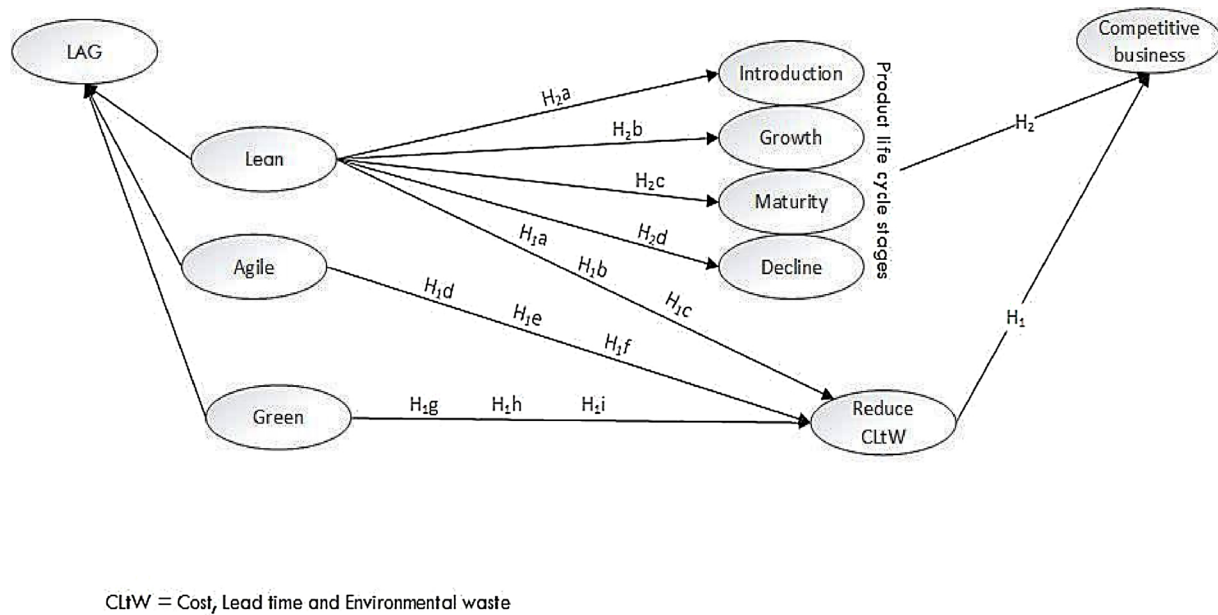 LAG
Competitive
business
Introduction
H₂a
Product life cycle stages
H₂
Growth
H₂b
Lean
Maturity
H₂c
H₂d
Decline
H₁a
H₁b
H₁c
Agile
H₁d
H₁e
H₁f
H₁
Green
H₁g H₁h H₁i
Reduce
CLtW
CLtW = Cost, Lead time and Environmental waste